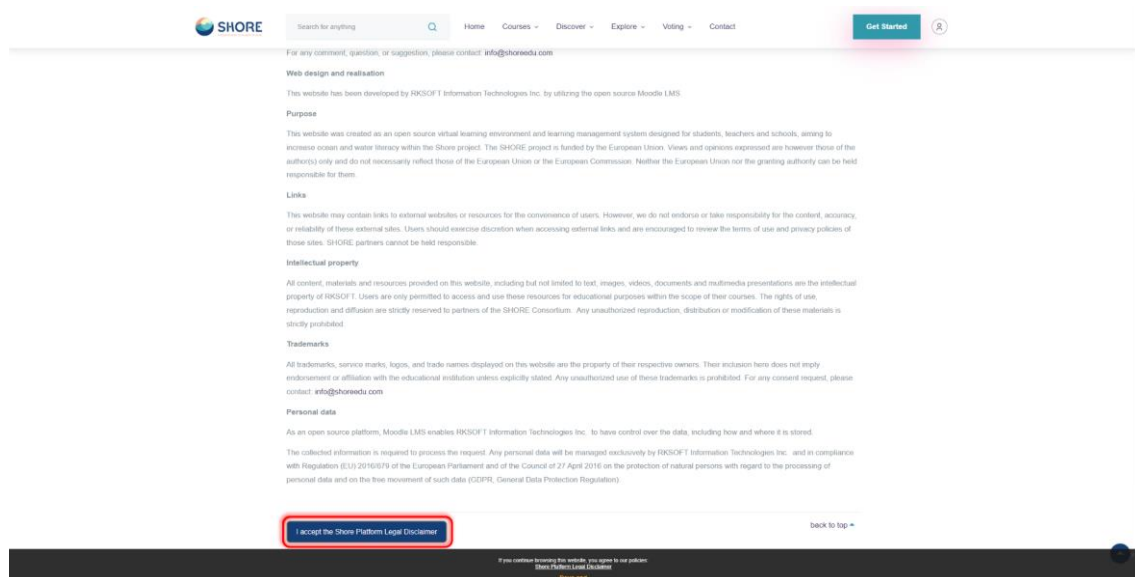 SHORE
Search for anything
Home
Courses
Discover
Explore
Voting
Contact
Get Started
For any comment, question, or suggestion, please contact: info@shoreedu.com
Web design and realisation
This website has been developed by RKSOFT Information Technologies Inc. by utilizing the open source Moodle LMS.
Purpose
This website was created as an open source virtual learning environment and learning management system designed for students, teachers and schools, aiming to
increase ocean and water literacy within the Shore project. The SHORE project is funded by the European Union. Views and opinions expressed are however those of the
author(s) only and do not necessarily reflect those of the European Union or the European Commission. Neither the European Union nor the granting authority can be held
responsible for them.
Links
This website may contain links to external websites or resources for the convenience of users. However, we do not endorse or take responsibility for the content, accuracy,
or reliability of these external sites. Users should exercise discretion when accessing external links and are encouraged to review the terms of use and privacy policies of
those sites. SHORE partners cannot be held responsible.
Intellectual property
All content, materials and resources provided on this website, including but not limited to text, images, videos, documents and multimedia presentations are the intellectual
property of RKSOFT. Users are only permitted to access and use these resources for educational purposes within the scope of their courses. The rights of use,
reproduction and diffusion are strictly reserved to partners of the SHORE Consortium. Any unauthorized reproduction, distribution or modification of these materials is
strictly prohibited.
Trademarks
All trademarks, service marks, logos, and trade names displayed on this website are the property of their respective owners. Their inclusion here does not imply
endorsement or affiliation with the educational institution unless explicitly stated. Any unauthorized use of these trademarks is prohibited. For any consent request, please
contact: info@shoreedu.com
Personal data
As an open source platform, Moodle LMS enables RKSOFT Information Technologies Inc. to have control over the data, including how and where it is stored.
The collected information is required to process the request. Any personal data will be managed exclusively by RKSOFT Information Technologies Inc. and in compliance
with Regulation (EU) 2016/679 of the European Parliament and of the Council of 27 April 2016 on the protection of natural persons with regard to the processing of
personal data and on the free movement of such data (GDPR, General Data Protection Regulation).
I accept the Shore Platform Legal Disclaimer
back to top
If you continue browsing this website, you agree to our policies:
Shore Platform Legal Disclaimer